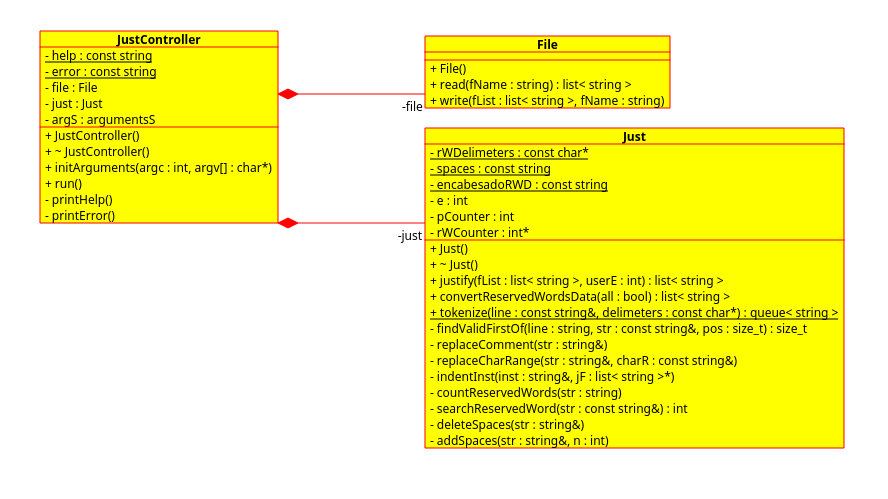 JustController
- help : const string
- error : const string
- file : File
- just : Just
- argS : argumentsS
+ JustController()
+ ~ JustController()
+ initArguments(argc : int, argv[] : char*)
+ run()
- printHelp()
- printError()
-file
-just
File
+ File()
+ read(fName : string) : list< string >
+ write(fList : list< string >, fName : string)
Just
- rWDelimeters : const char*
- spaces : const string
- encabesadoRWD : const string
- e : int
- pCounter : int
- rWCounter : int*
+ Just()
+ ~ Just()
+ justify(fList : list< string >, userE : int) : list< string >
+ convertReservedWordsData(all : bool) : list< string >
+ tokenize(line : const string&, delimeters : const char*) : queue< string >
- findValidFirstOf(line : string, str : const string&, pos : size_t) : size_t
- replaceComment(str : string&)
- replaceCharRange(str : string&, charR : const string&)
- indentInst(inst : string&, jF : list< string >*)
- countReservedWords(str : string)
- searchReservedWord(str : const string&) : int
- deleteSpaces(str : string&)
- addSpaces(str : string&, n : int)